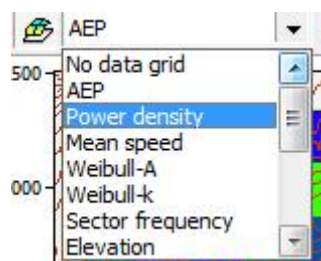 AEP
500
No data grid
AEP
Power density
Mean speed
Weibull-A
Weibull-k
000
Sector frequency
Elevation